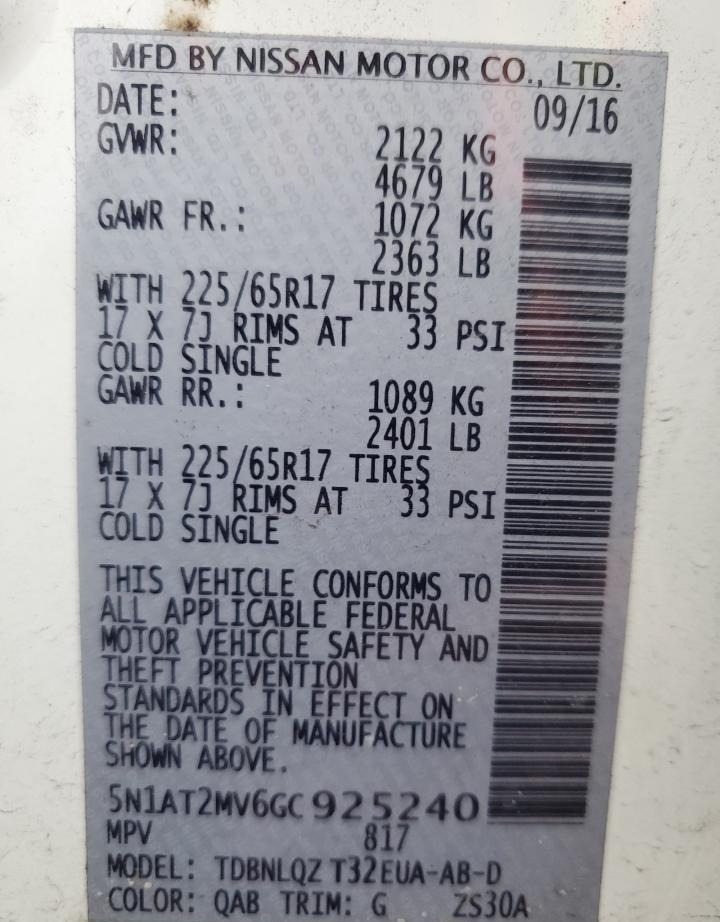 MFD BY NISSAN MOTOR CO., LTD.
DATE: 09/16
GVWR: 2122 KG
4679 LB
GAWR FR.: 1072 KG
2363 LB
WITH 225/65R17 TIRES
17 X 7J RIMS AT 33 PSI
COLD SINGLE
GAWR RR.: 1089 KG
2401 LB
WITH 225/65R17 TIRES
17 X 7J RIMS AT 33 PSI
COLD SINGLE
THIS VEHICLE CONFORMS TO
ALL APPLICABLE FEDERAL
MOTOR VEHICLE SAFETY AND
THEFT PREVENTION
STANDARDS IN EFFECT ON
THE DATE OF MANUFACTURE
SHOWN ABOVE.
5N1AT2MV6GC925240
MPV 817
MODEL: TDBNLQZ T32EUA-AB-D
COLOR: QAB TRIM: G ZS30A